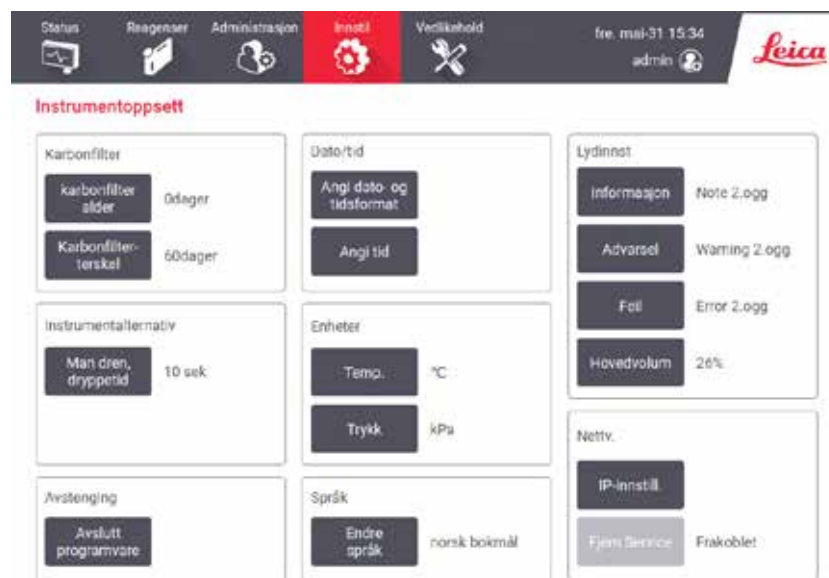 Status Reagenser Administrasjon Innstil Vedlikehold
fre. mai-31 15:34
admin
Leica
Instrumentoppsett
Karbonfilter
karbonfilter
alder
0dager
Karbonfilter-
terskel
60dager
Dato/tid
Angi dato- og
tidsformat
Angi tid
Lydinnst
Informasjon
Note 2.ogg
Advarsel
Warning 2.ogg
Feil
Error 2.ogg
Hovedvolum
26%
Instrumentalternativ
Man dren,
dryppetid
10 sek
Enheter
Temp.
°C
Trykk
kPa
Nettv.
IP-innstill.
Fjern Service
Frakoblet
Avstenging
Avslutt
programvare
Språk
Endre
språk
norsk bokmål